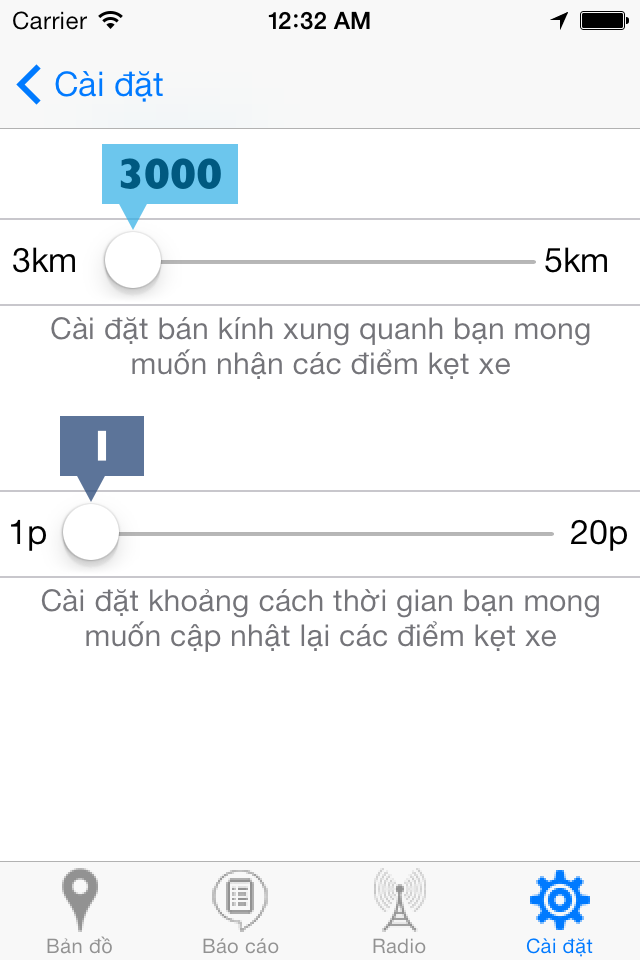 Carrier 12:32 AM
Cài đặt
3000
3km 5km
Cài đặt bán kính xung quanh bạn mong
muốn nhận các điểm kẹt xe
1
1p 20p
Cài đặt khoảng cách thời gian bạn mong
muốn cập nhật lại các điểm kẹt xe
Bản đồ Báo cáo Radio Cài đặt